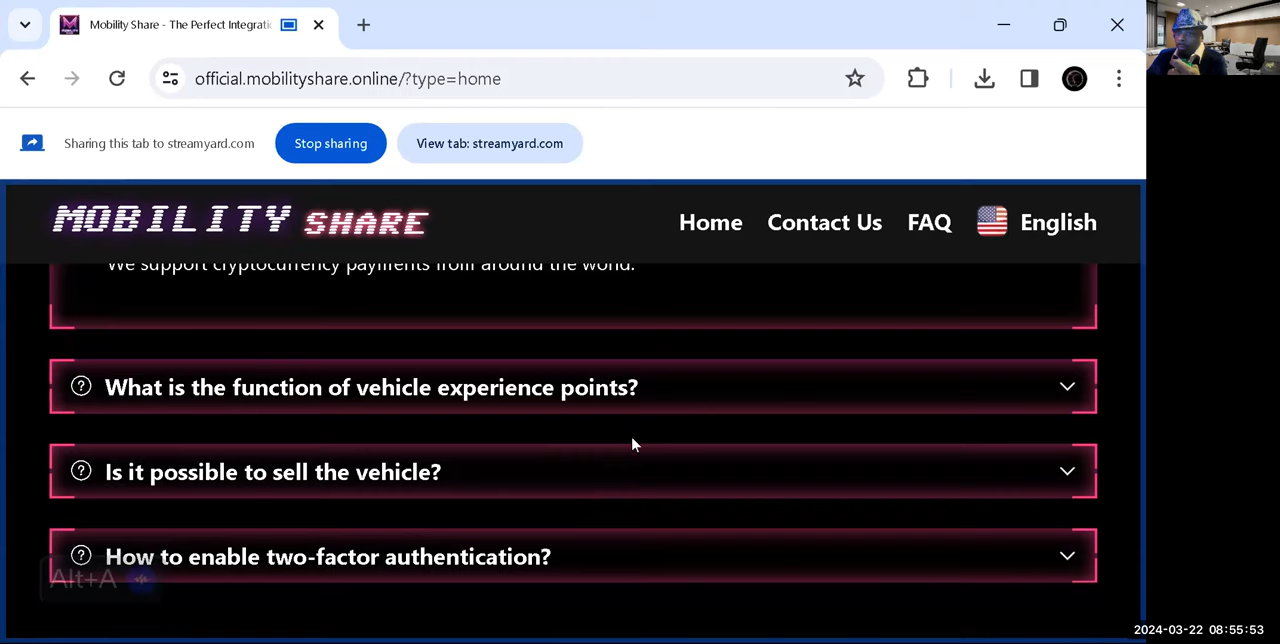 Mobility Share - The Perfect Integratio
official.mobilityshare.online/?type=home
Sharing this tab to streamyard.com
Stop sharing
View tab: streamyard.com
MOBILITY SHARE
Home
Contact Us
FAQ
English
We support cryptocurrency payments from around the world.
What is the function of vehicle experience points?
Is it possible to sell the vehicle?
How to enable two-factor authentication?
Alt+A
2024-03-22 08:55:53